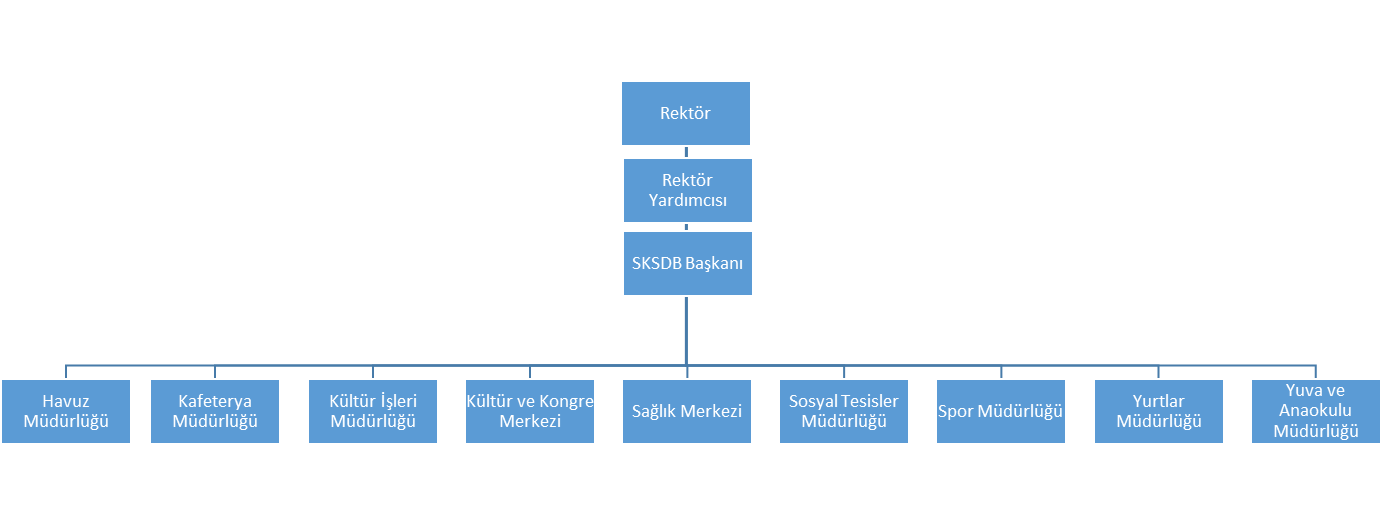 Rektör
Rektör
Yardımcısı
SKSDB Başkanı
Havuz
Müdürlüğü
Kafeterya
Müdürlüğü
Kültür İşleri
Müdürlüğü
Kültür ve Kongre
Merkezi
Sağlık Merkezi
Sosyal Tesisler
Müdürlüğü
Spor Müdürlüğü
Yurtlar
Müdürlüğü
Yuva ve
Anaokulu
Müdürlüğü